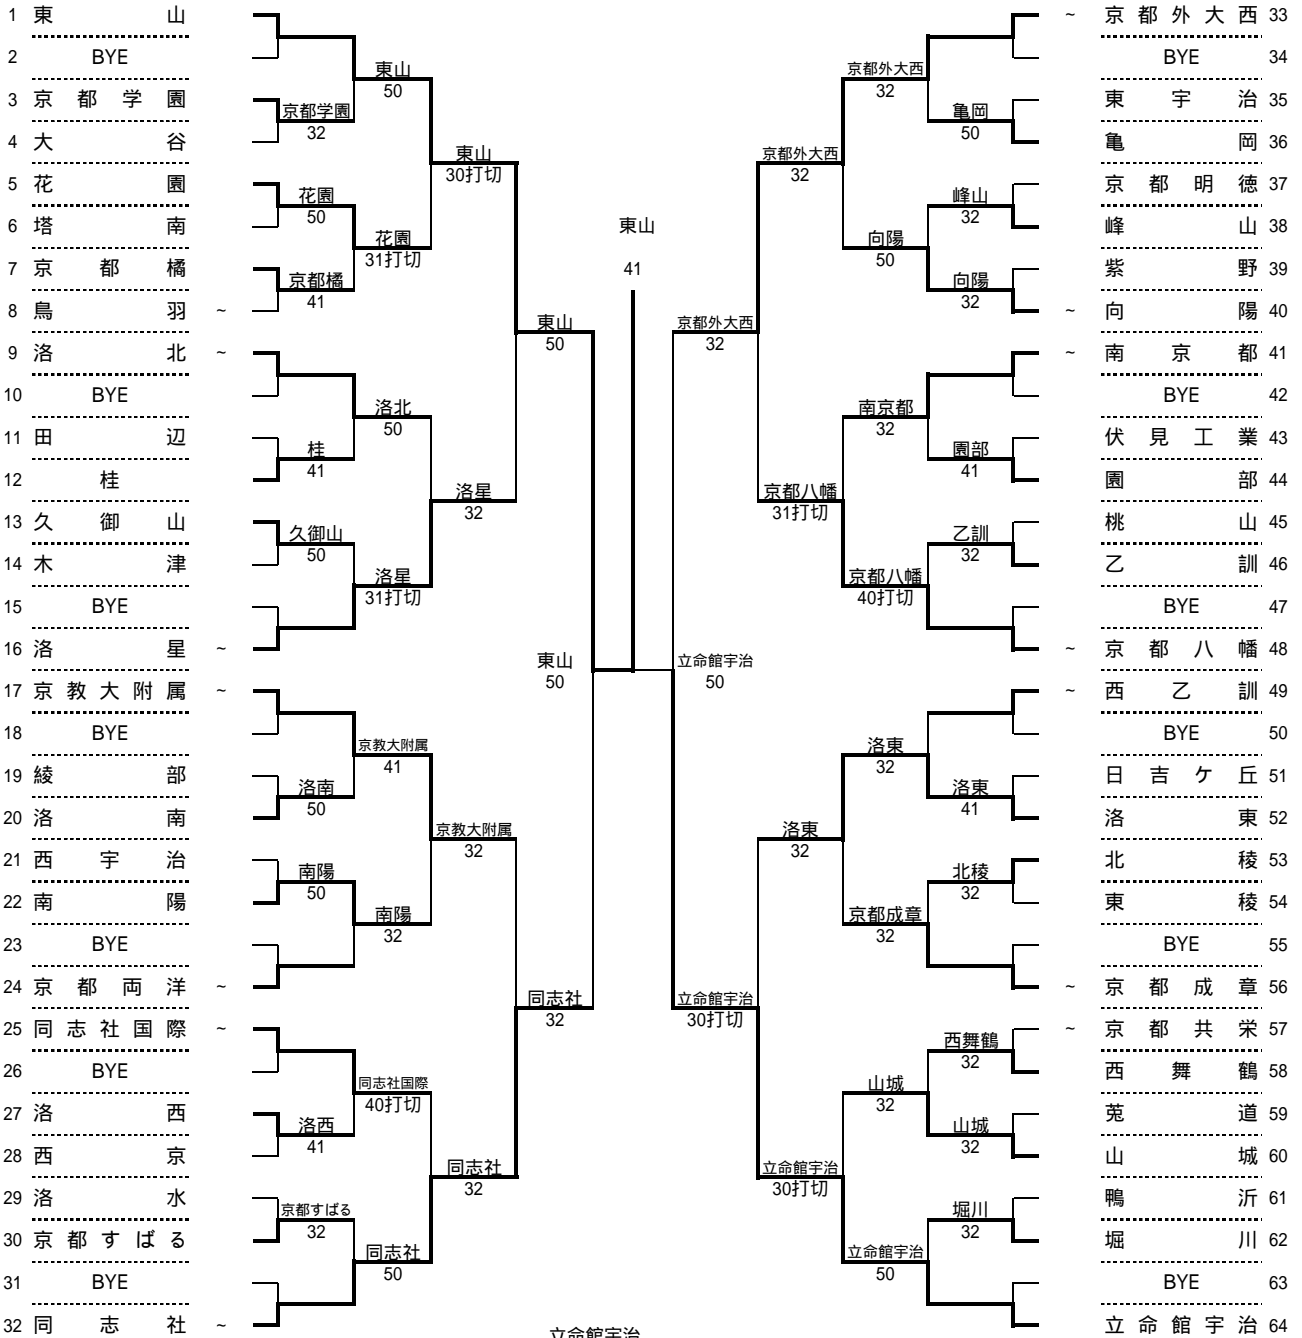 1 東山
2 BYE
3 京都学園
4 大谷
5 花園
6 塔南
7 京都橘
8 鳥羽 ~
9 洛北 ~
10 BYE
11 田辺
12 桂
13 久御山
14 木津
15 BYE
16 洛星 ~
17 京教大附属 ~
18 BYE
19 綾部
20 洛南
21 西宇治
22 南陽
23 BYE
24 京都両洋 ~
25 同志社国際 ~
26 BYE
27 洛西
28 西京
29 洛水
30 京都すばる
31 BYE
32 同志社 ~
京都学園
32
花園
50
京都橘
41
桂
41
久御山
50
洛南
50
南陽
50
洛西
41
京都すばる
32
東山
50
花園
31打切
洛北
50
洛星
31打切
京教大附属
41
南陽
32
同志社国際
40打切
同志社
50
東山
30打切
洛星
32
京教大附属
32
同志社
32
東山
50
同志社
32
東山
50
東山
41
立命館宇治
50
京都外大西
32
立命館宇治
30打切
京都外大西
32
京都八幡
31打切
洛東
32
立命館宇治
30打切
京都外大西
32
向陽
50
南京都
32
京都八幡
40打切
洛東
32
京都成章
32
山城
32
立命館宇治
50
亀岡
50
峰山
32
向陽
32
園部
41
乙訓
32
洛東
41
北稜
32
西舞鶴
32
山城
32
堀川
32
~ 京都外大西 33
BYE 34
東宇治 35
亀岡 36
京都明徳 37
峰山 38
紫野 39
~ 向陽 40
~ 南京都 41
BYE 42
伏見工業 43
園部 44
桃山 45
乙訓 46
BYE 47
~ 京都八幡 48
~ 西乙訓 49
BYE 50
日吉ケ丘 51
洛東 52
北稜 53
東稜 54
BYE 55
~ 京都成章 56
~ 京都共栄 57
西舞鶴 58
莵道 59
山城 60
鴨沂 61
堀川 62
BYE 63
立命館宇治 64
立命館宇治